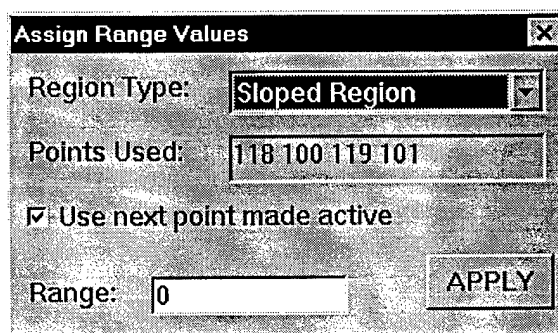 Assign Range Values
Region Type: Sloped Region
Points Used: 118 100 119 101
Use next point made active
Range: 0 APPLY